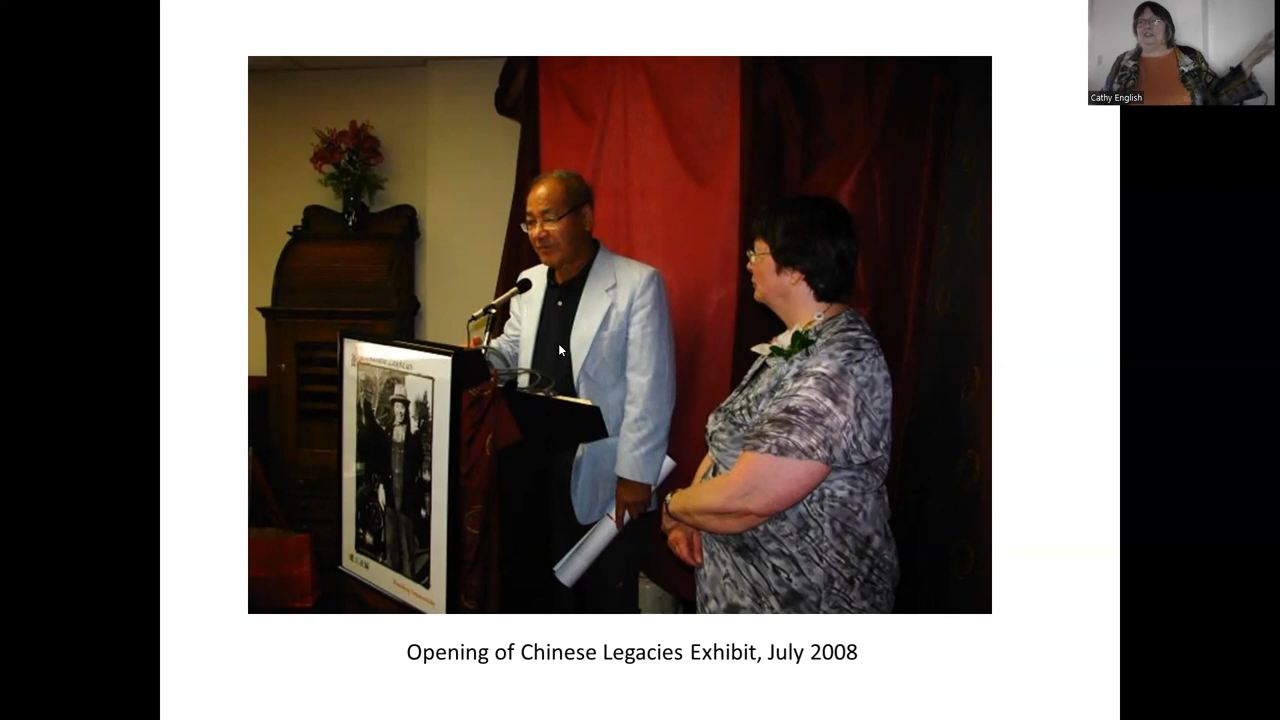 Cathy English
Opening of Chinese Legacies Exhibit, July 2008